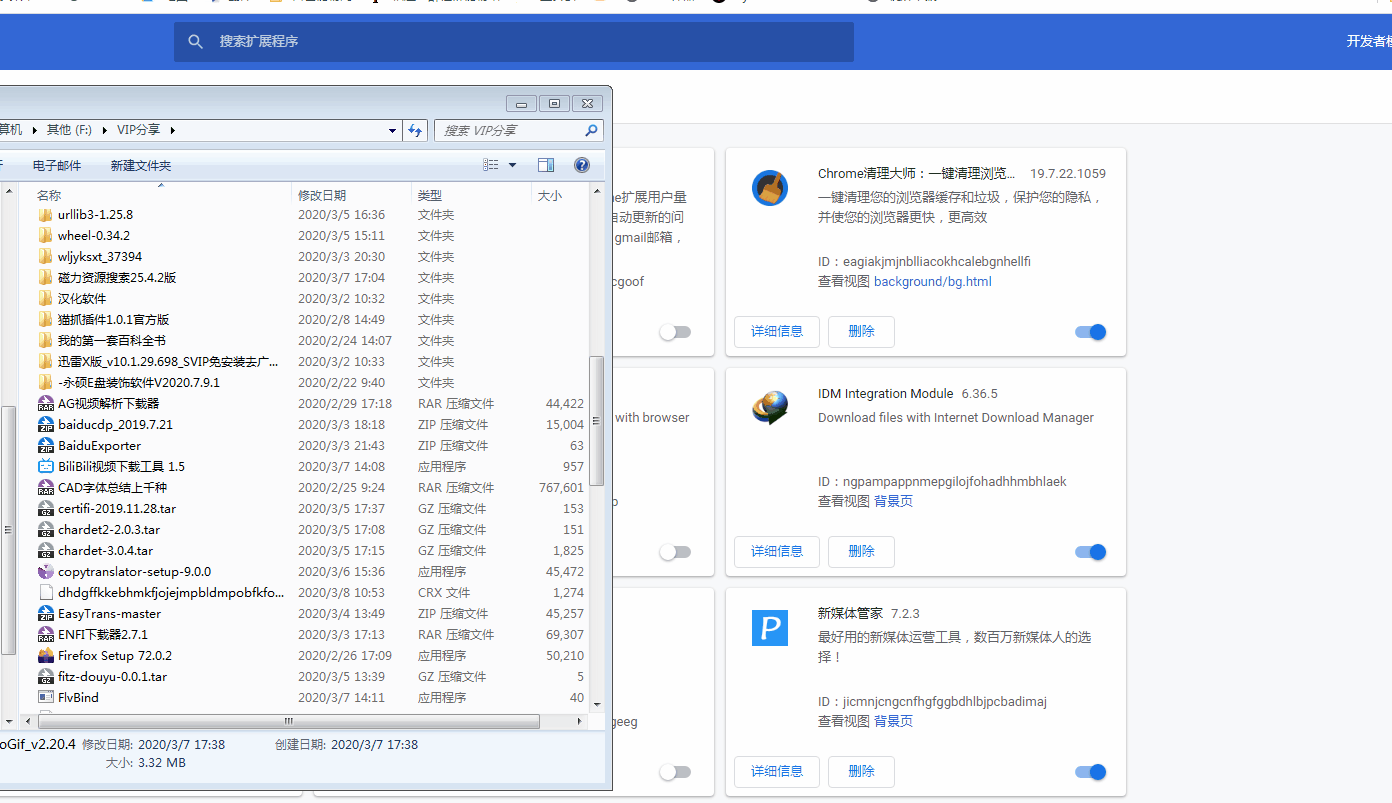 搜索扩展程序
开发者
算机 其他 (F:) VIP分享
搜索 VIP分享
电子邮件 新建文件夹
名称 修改日期 类型 大小
urllib3-1.25.8 2020/3/5 16:36 文件夹
wheel-0.34.2 2020/3/5 15:11 文件夹
wljyksxt_37394 2020/3/3 20:30 文件夹
磁力资源搜索25.4.2版 2020/3/7 17:04 文件夹
汉化软件 2020/3/2 10:32 文件夹
猫抓插件1.0.1官方版 2020/2/8 14:49 文件夹
我的第一套百科全书 2020/2/24 14:07 文件夹
迅雷X版_v10.1.29.698_SVIP免安装去广... 2020/3/2 10:33 文件夹
-永硕E盘装饰软件V2020.7.9.1 2020/2/22 9:40 文件夹
AG视频解析下载器 2020/2/29 17:18 RAR 压缩文件 44,422
baiducdp_2019.7.21 2020/3/3 18:18 ZIP 压缩文件 15,004
BaiduExporter 2020/3/3 21:43 ZIP 压缩文件 63
BiliBili视频下载工具 1.5 2020/3/7 14:08 应用程序 957
CAD字体总结上千种 2020/2/25 9:24 RAR 压缩文件 767,601
certifi-2019.11.28.tar 2020/3/5 17:37 GZ 压缩文件 153
chardet2-2.0.3.tar 2020/3/5 17:08 GZ 压缩文件 151
chardet-3.0.4.tar 2020/3/5 17:15 GZ 压缩文件 1,825
copytranslator-setup-9.0.0 2020/3/6 15:36 应用程序 45,472
dhdgffkkebhmkfjojejmpbldmpobfkfo... 2020/3/8 10:53 CRX 文件 1,274
EasyTrans-master 2020/3/4 13:49 ZIP 压缩文件 45,257
ENFI下载器2.7.1 2020/3/3 17:13 RAR 压缩文件 69,307
Firefox Setup 72.0.2 2020/2/26 17:09 应用程序 50,210
fitz-douyu-0.0.1.tar 2020/3/5 13:39 GZ 压缩文件 5
FlvBind 2020/3/7 14:11 应用程序 40
oGif_v2.20.4 修改日期: 2020/3/7 17:38 创建日期: 2020/3/7 17:38
大小: 3.32 MB
e扩展用户量
自动更新的问
gmail邮箱，
cgoof
with browser
geeg
Chrome清理大师：一键清理浏览... 19.7.22.1059
一键清理您的浏览器缓存和垃圾，保护您的隐私，
并使您的浏览器更快，更高效
ID：eagiakjmjnblliacokhcalebgnhellfi
查看视图 background/bg.html
详细信息 删除
IDM Integration Module 6.36.5
Download files with Internet Download Manager
ID：ngpampappnmepgilojfohadhhmbhlaek
查看视图 背景页
详细信息 删除
P
新媒体管家 7.2.3
最好用的新媒体运营工具，数百万新媒体人的选
择！
ID：jicmnjcngcnfhgfggbdhlbjpcbadimaj
查看视图 背景页
详细信息 删除